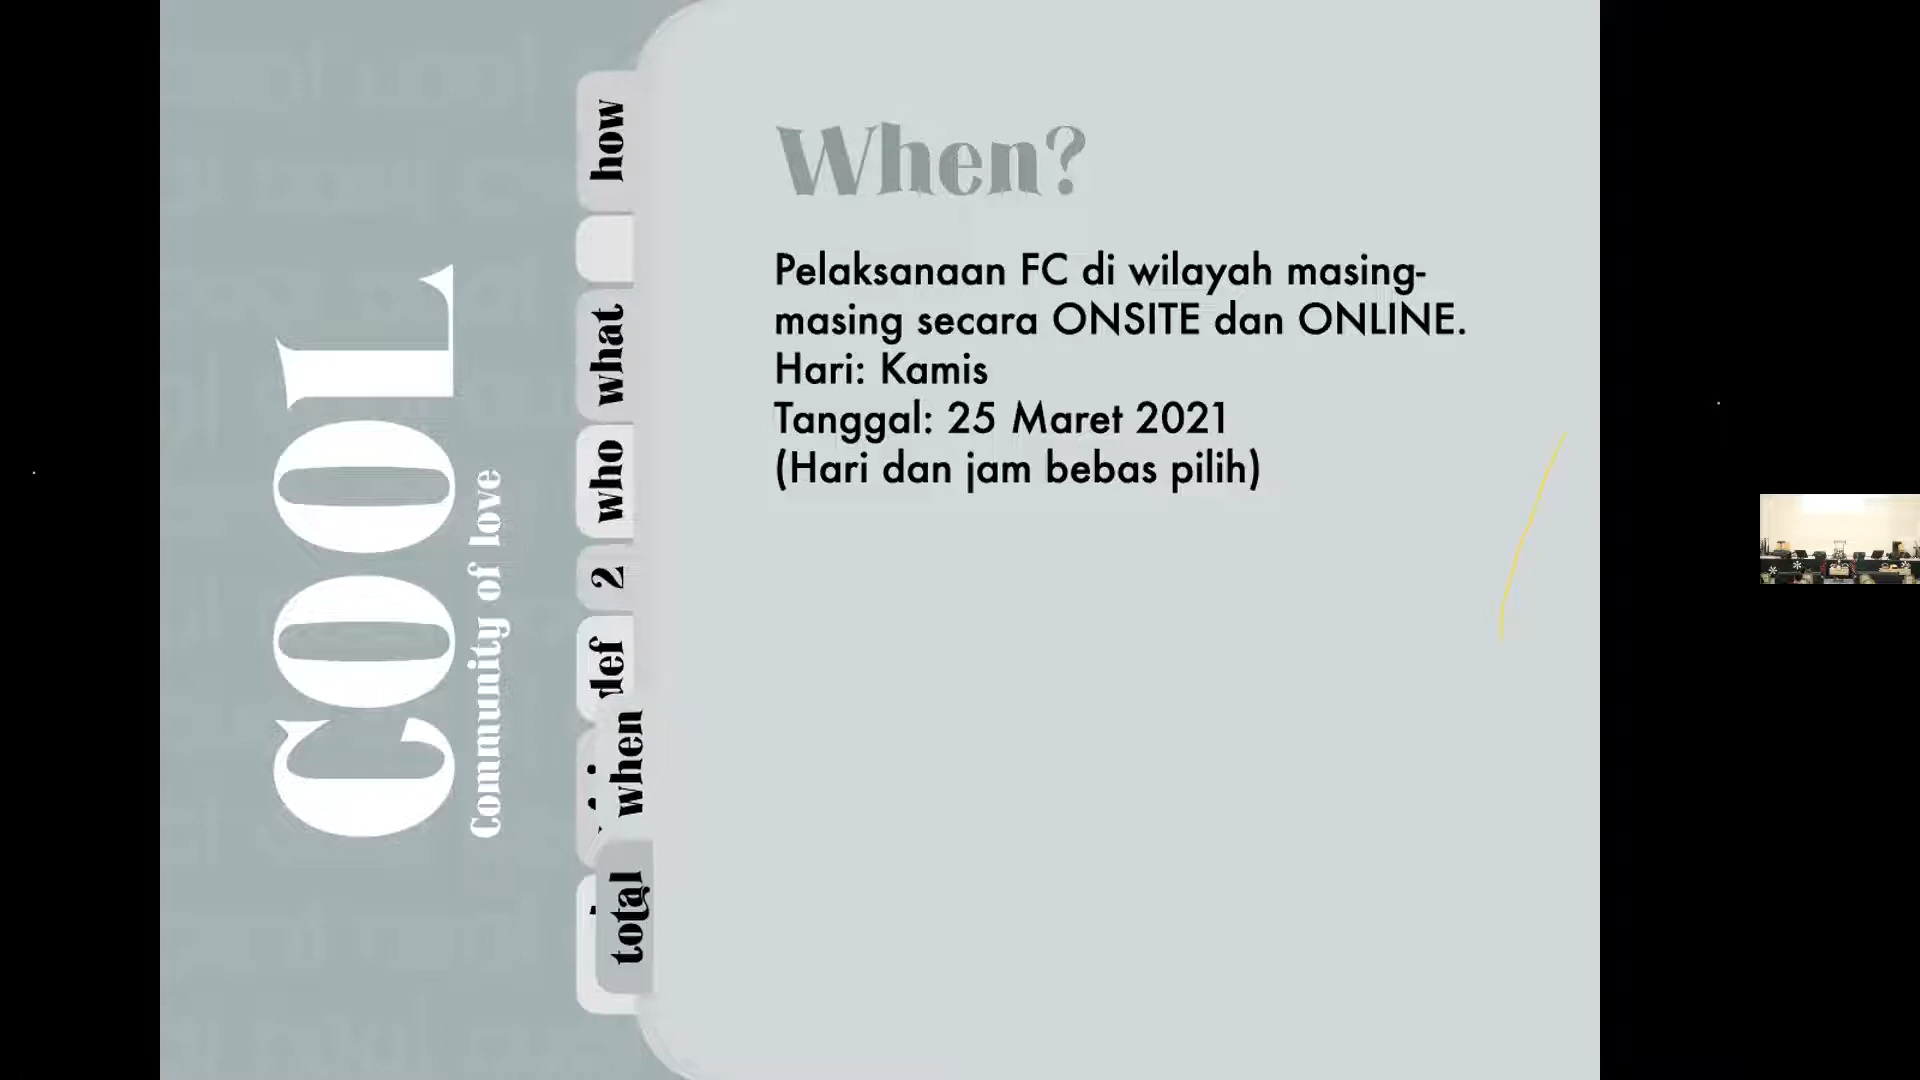 COOL
Community of love
how
what
who
2
def
when
total
When?
Pelaksanaan FC di wilayah masing-
masing secara ONSITE dan ONLINE.
Hari: Kamis
Tanggal: 25 Maret 2021
(Hari dan jam bebas pilih)